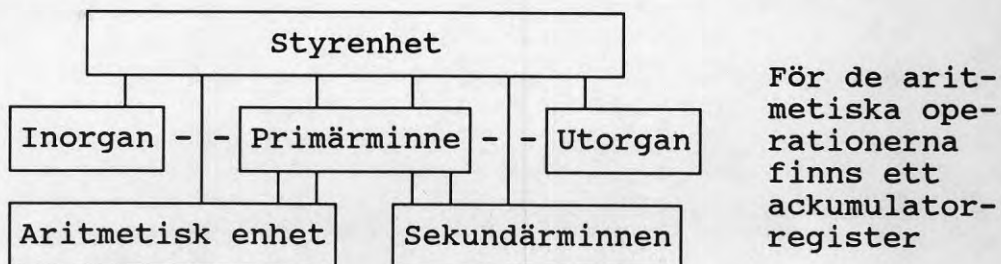 Styrenhet
Inorgan - - Primärminne - - Utorgan
Aritmetisk enhet
Sekundärminnen
För de arit-
metiska ope-
rationerna
finns ett
ackumulator-
register